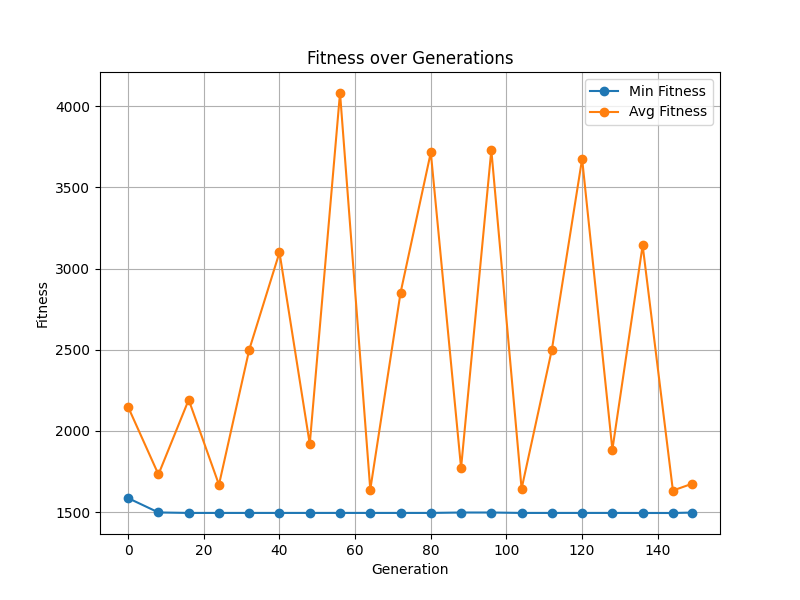 Fitness over Generations
Min Fitness
Avg Fitness
4000
3500
3000
2500
2000
1500
Fitness
0 20 40 60 80 100 120 140
Generation